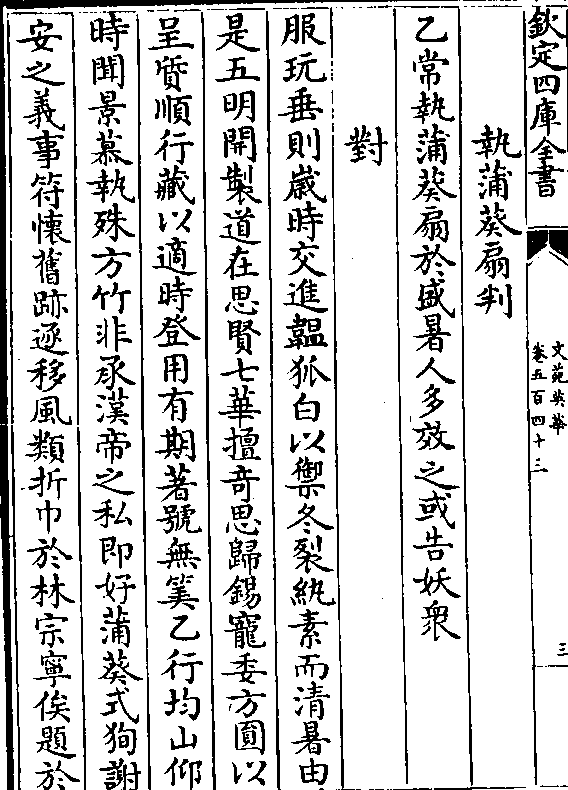 欽定四庫全書
文苑英華
卷五百四十三
三
執蒲葵扇判
乙常執蒲葵扇於盛暑人多效之或告妖衆
對
服玩垂則嵗時交進韞狐白以禦冬裂紈素而清暑由
是五明開製道在思賢七華擅奇思歸錫寵委方圓以
呈質順行藏以適時登用有期著號無筭乙行均山仰
時聞景慕執殊方竹非承漢帝之私即好蒲葵式狥謝
安之義事符懷舊跡逐移風類折巾於林宗寧俟題於